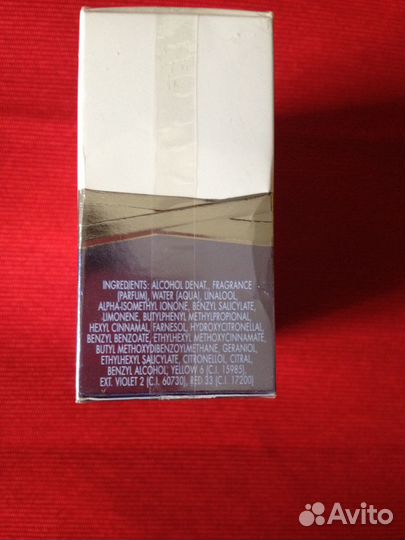 INGREDIENTS: ALCOHOL DENAT., FRAGRANCE
(PARFUM), WATER (AQUA), LINALOOL,
ALPHA-ISOMETHYL IONONE, BENZYL SALICYLATE,
LIMONENE, BUTYLPHENYL METHYLPROPIONAL,
HEXYL CINNAMAL, FARNESOL, HYDROXYCITRONELLAL,
BENZYL BENZOATE, ETHYLHEXYL METHOXYCINNAMATE,
BUTYL METHOXYDIBENZOYLMETHANE, GERANIOL,
ETHYLHEXYL SALICYLATE, CITRONELLOL, CITRAL,
BENZYL ALCOHOL, YELLOW 6 (C.I. 15985),
EXT. VIOLET 2 (C.I. 60730), RED 33 (C.I. 17200)
Avito